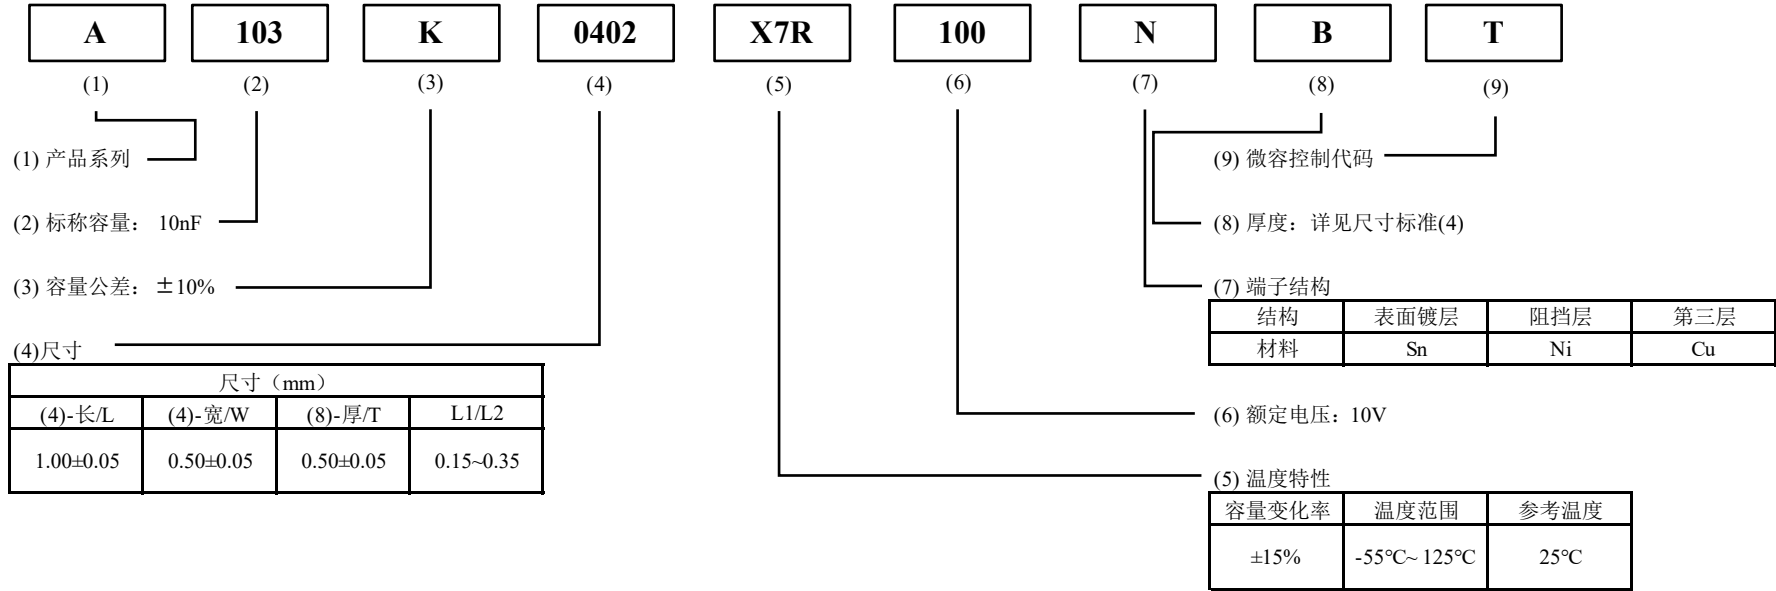 A 103 K 0402 X7R 100 N B T
(1) (2) (3) (4) (5) (6) (7) (8) (9)
(1) 产品系列
(2) 标称容量： 10nF
(3) 容量公差： ±10%
(4)尺寸
尺寸（mm）
(4)-长/L (4)-宽/W (8)-厚/T L1/L2
1.00±0.05 0.50±0.05 0.50±0.05 0.15~0.35
(9) 微容控制代码
(8) 厚度：详见尺寸标准(4)
(7) 端子结构
结构 表面镀层 阻挡层 第三层
材料 Sn Ni Cu
(6) 额定电压：10V
(5) 温度特性
容量变化率 温度范围 参考温度
±15% -55℃~ 125℃ 25℃